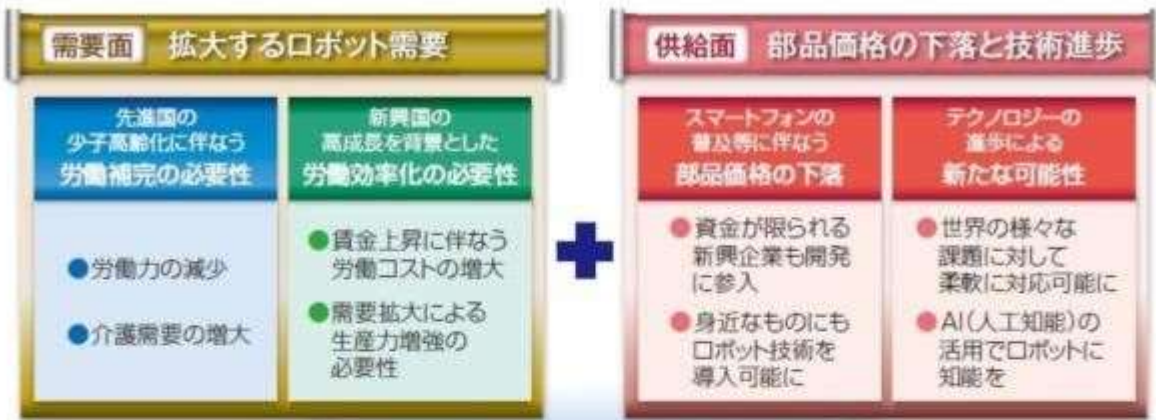 需要面 拡大するロボット需要
先進国の
少子高齢化に伴なう
労働補完の必要性
●労働力の減少
●介護需要の増大
新興国の
高成長を背景とした
労働効率化の必要性
●賃金上昇に伴なう
労働コストの増大
●需要拡大による
生産力増強の
必要性
供給面 部品価格の下落と技術進歩
スマートフォンの
普及等に伴なう
部品価格の下落
●資金が限られる
新興企業も開発
に参入
●身近なものにも
ロボット技術を
導入可能に
テクノロジーの
進歩による
新たな可能性
●世界の様々な
課題に対して
柔軟に対応可能に
●AI(人工知能)の
活用でロボットに
知能を